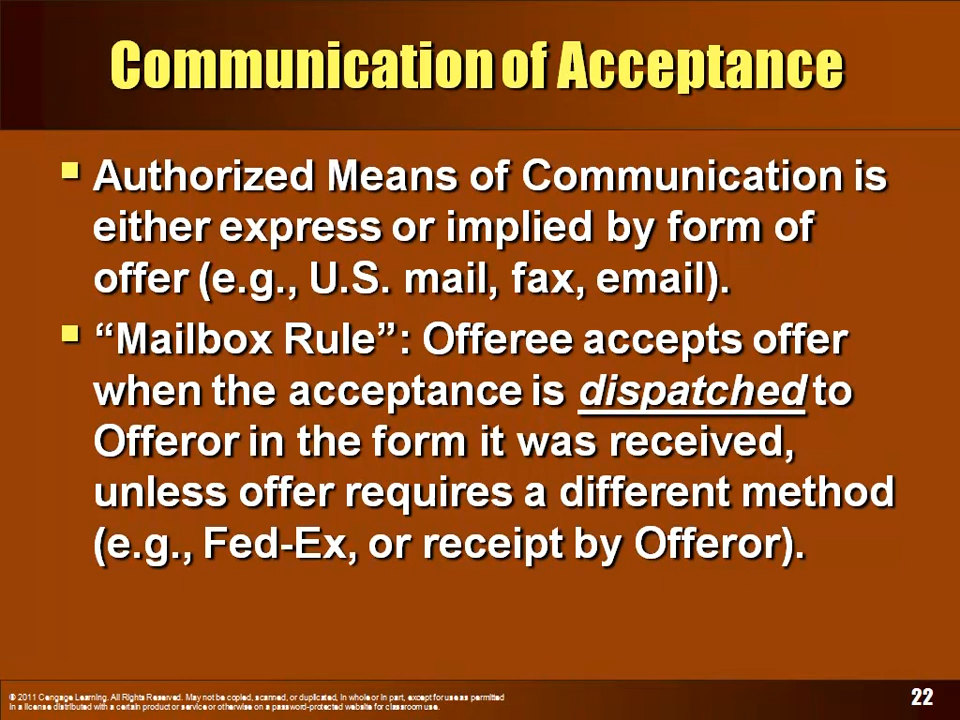 Communication of Acceptance
▪ Authorized Means of Communication is
either express or implied by form of
offer (e.g., U.S. mail, fax, email).
▪ “Mailbox Rule”: Offeree accepts offer
when the acceptance is dispatched to
Offeror in the form it was received,
unless offer requires a different method
(e.g., Fed-Ex, or receipt by Offeror).
© 2011 Cengage Learning. All Rights Reserved. May not be copied, scanned, or duplicated, in whole or in part, except for use as permitted
in a license distributed with a certain product or service or otherwise on a password-protected website for classroom use.
22